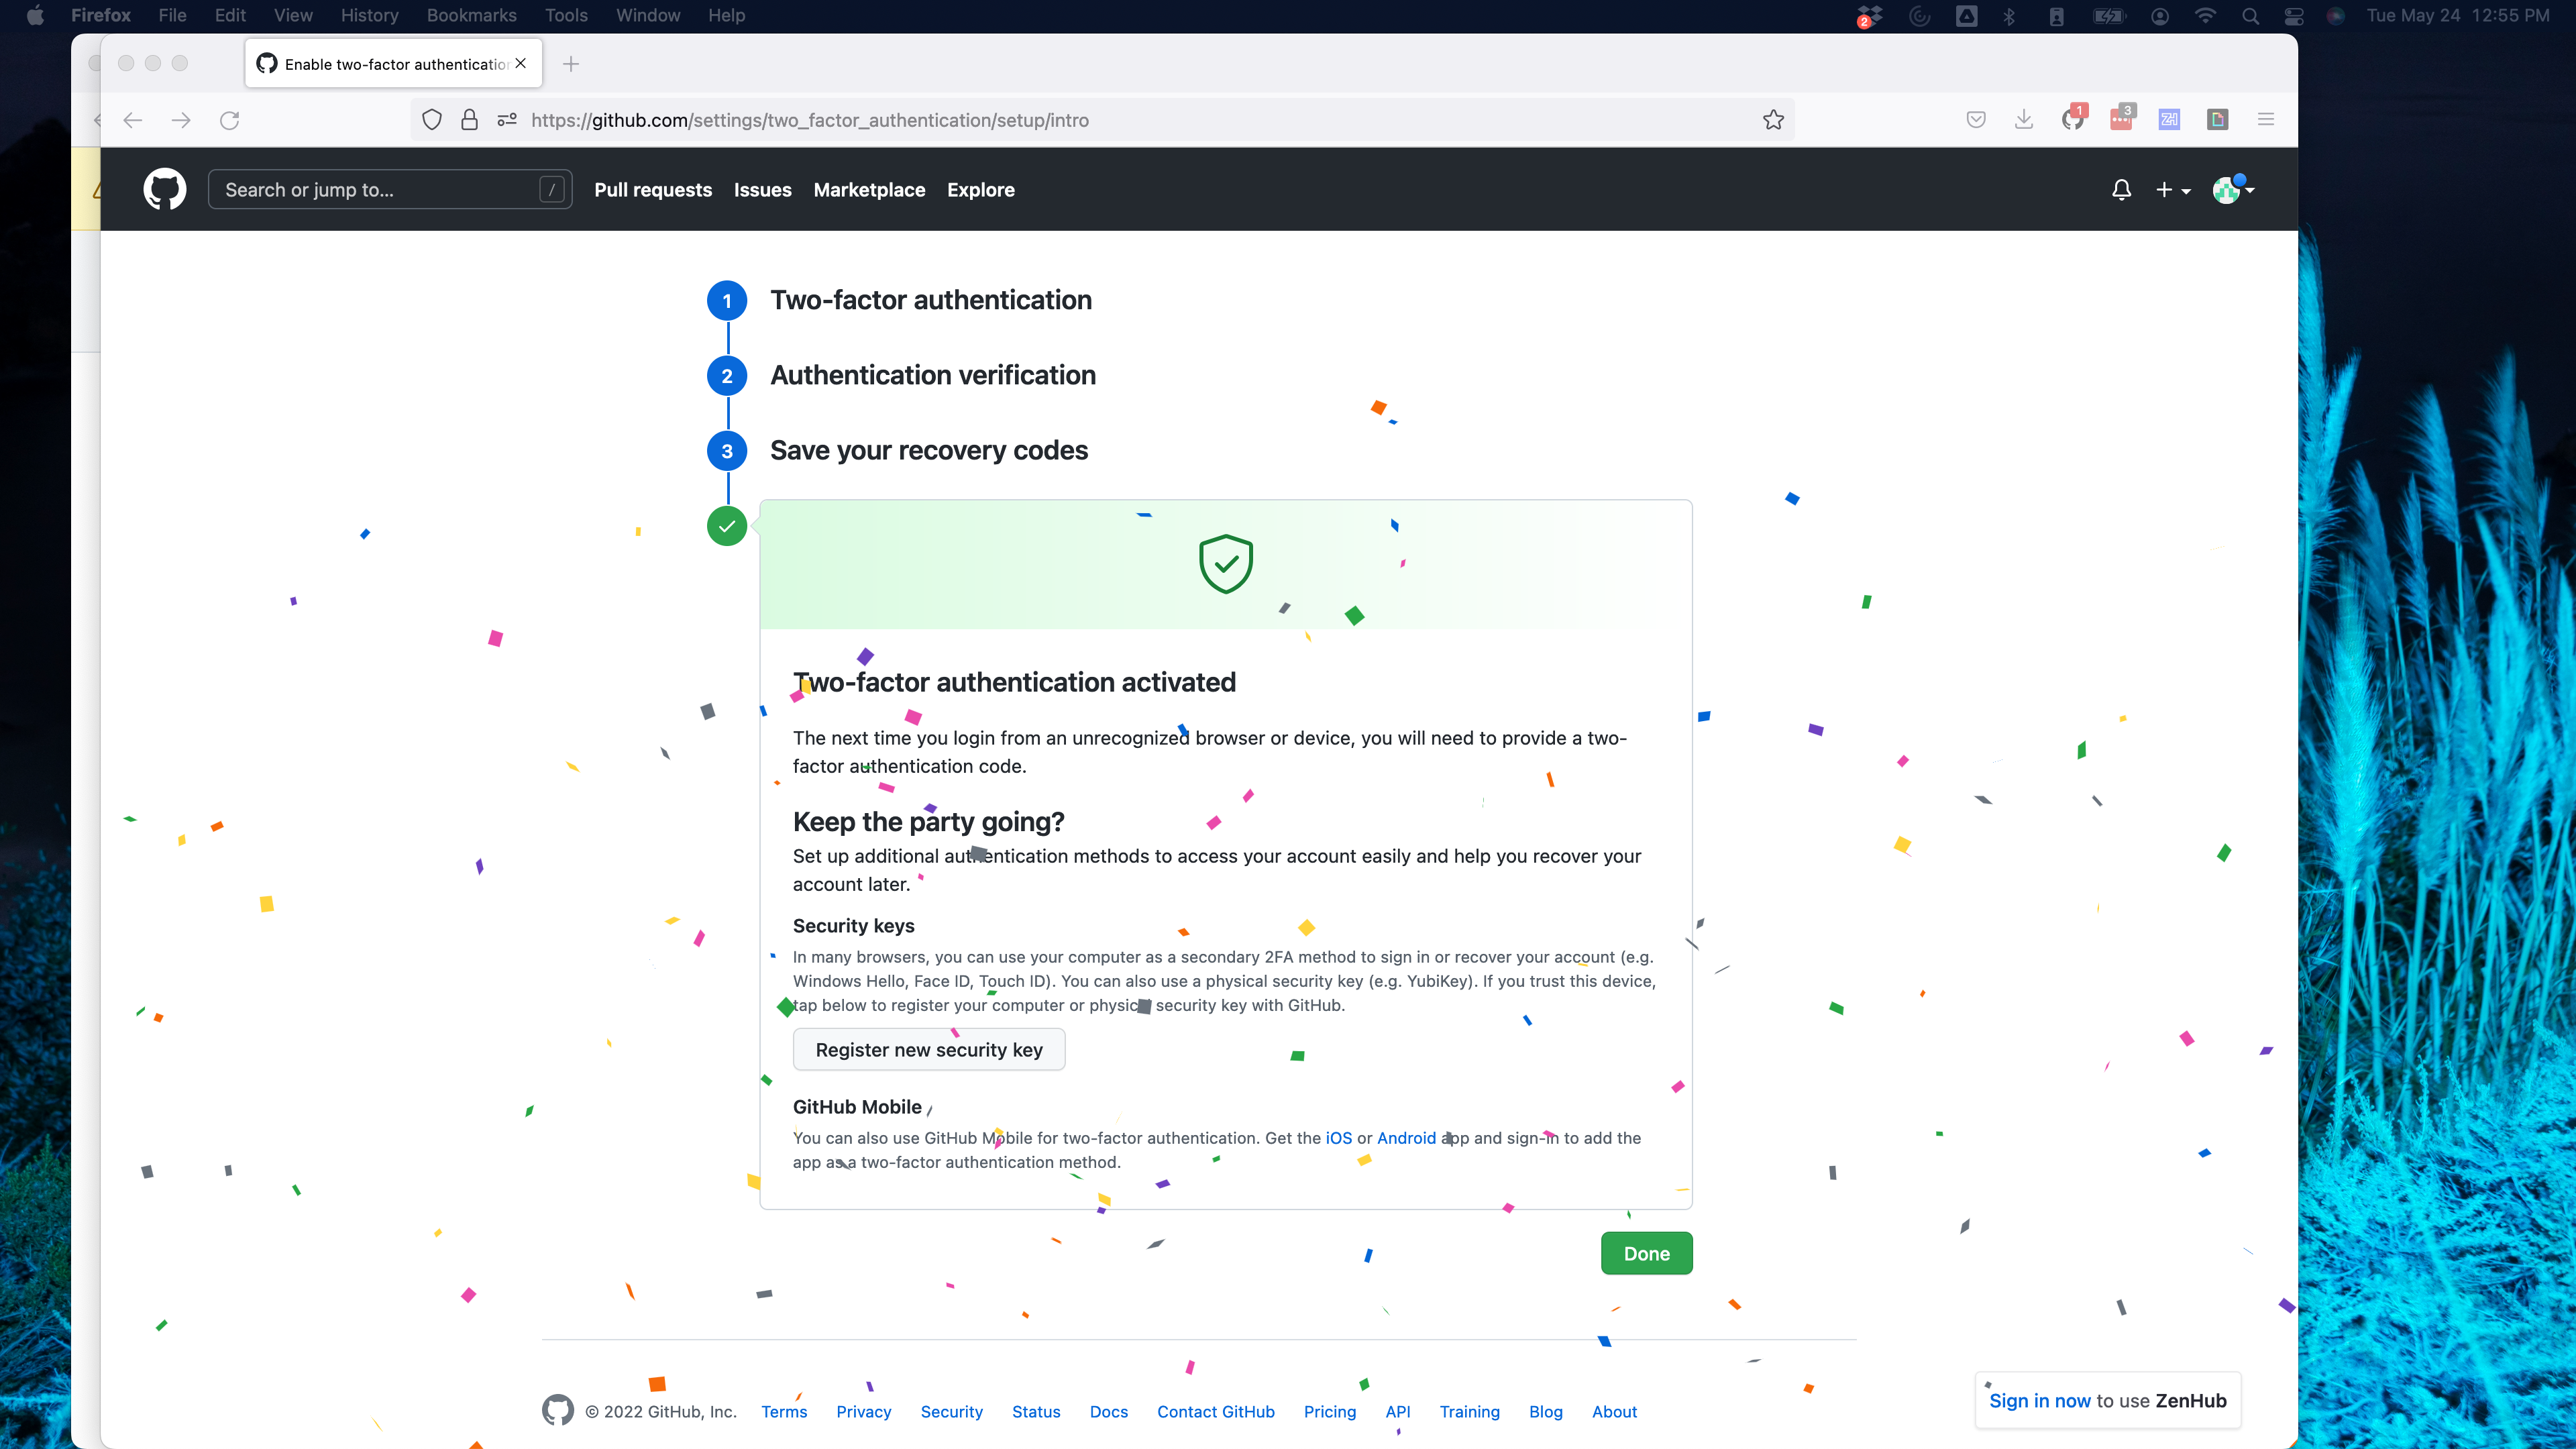 Firefox File Edit View History Bookmarks Tools Window Help
2
Tue May 24 12:55 PM
Enable two-factor authentication
https://github.com/settings/two_factor_authentication/setup/intro
1
3
ZH
Search or jump to...
/
Pull requests Issues Marketplace Explore
1 Two-factor authentication
2 Authentication verification
3 Save your recovery codes
Two-factor authentication activated
The next time you login from an unrecognized browser or device, you will need to provide a two-
factor authentication code.
Keep the party going?
Set up additional authentication methods to access your account easily and help you recover your
account later.
Security keys
In many browsers, you can use your computer as a secondary 2FA method to sign in or recover your account (e.g.
Windows Hello, Face ID, Touch ID). You can also use a physical security key (e.g. YubiKey). If you trust this device,
tap below to register your computer or physical security key with GitHub.
Register new security key
GitHub Mobile
You can also use GitHub Mobile for two-factor authentication. Get the iOS or Android app and sign-in to add the
app as a two-factor authentication method.
Done
© 2022 GitHub, Inc. Terms Privacy Security Status Docs Contact GitHub Pricing API Training Blog About
Sign in now to use ZenHub